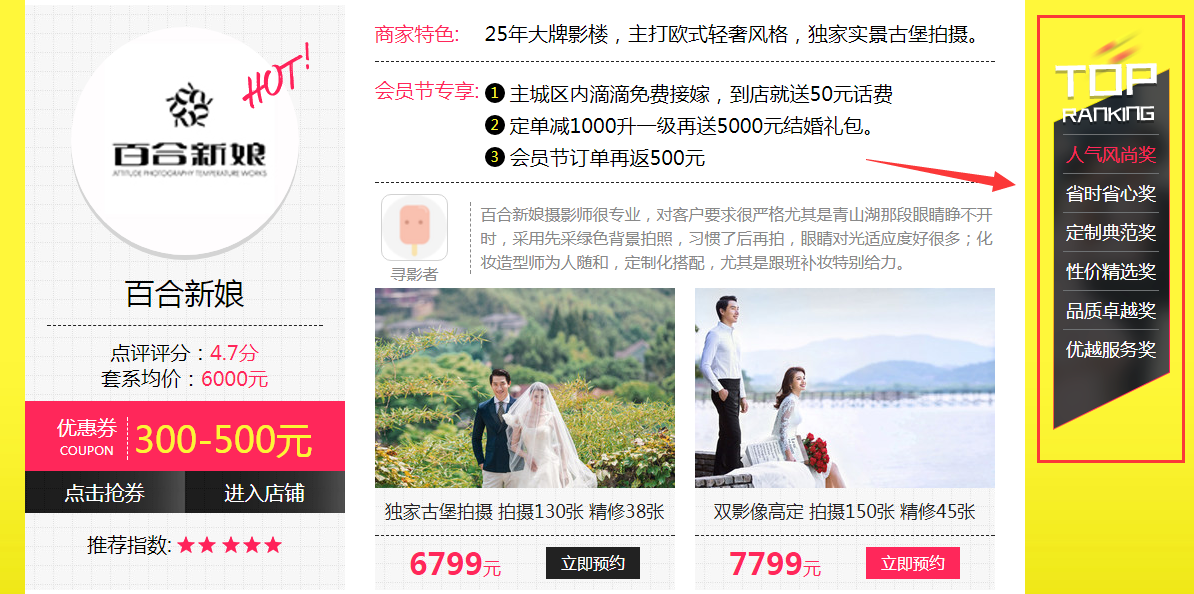 HOT!
百合新娘
ATTITUDE PHOTOGRAPHY TEMPERATURE WORKS
百合新娘
点评评分：4.7分
套系均价：6000元
优惠券
COUPON
300-500元
点击抢券 进入店铺
推荐指数: ★★★★★
商家特色: 25年大牌影楼，主打欧式轻奢风格，独家实景古堡拍摄。
会员节专享: 1 主城区内滴滴免费接嫁，到店就送50元话费
2 定单减1000升一级再送5000元结婚礼包。
3 会员节订单再返500元
寻影者
百合新娘摄影师很专业，对客户要求很严格尤其是青山湖那段眼睛睁不开
时，采用先采绿色背景拍照，习惯了后再拍，眼睛对光适应度好很多；化
妆造型师为人随和，定制化搭配，尤其是跟班补妆特别给力。
独家古堡拍摄 拍摄130张 精修38张
6799元 立即预约
双影像高定 拍摄150张 精修45张
7799元 立即预约
TOP
RANKING
人气风尚奖
省时省心奖
定制典范奖
性价精选奖
品质卓越奖
优越服务奖